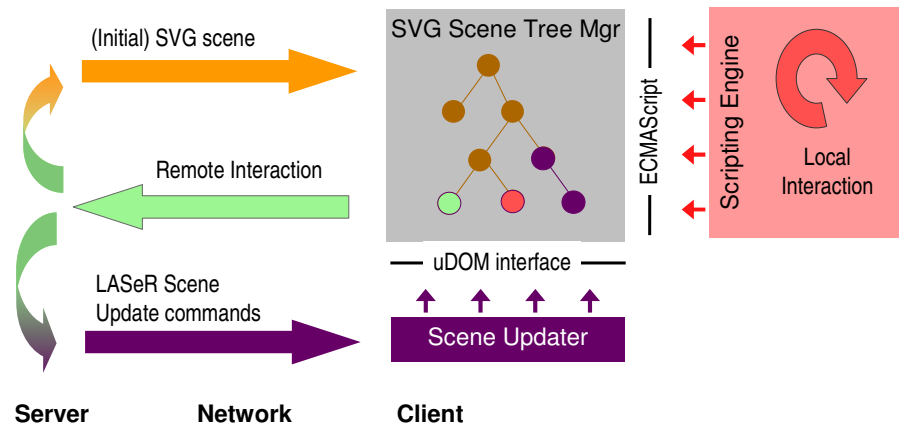 (Initial) SVG scene
SVG Scene Tree Mgr
ECMAScript
Scripting Engine
Local
Interaction
Remote Interaction
uDOM interface
LASeR Scene
Update commands
Scene Updater
Server
Network
Client